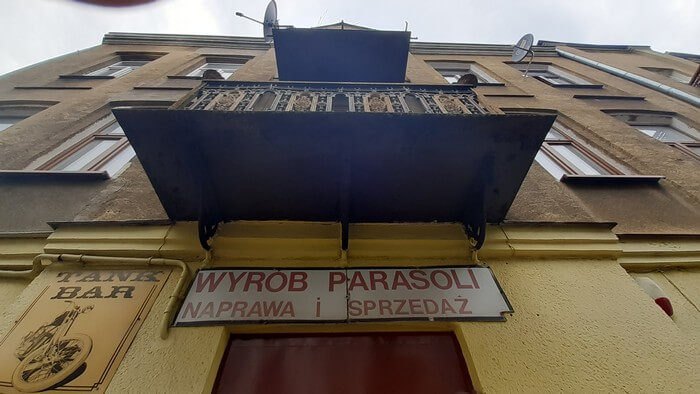 TANK
BAR
WYRÓB PARASOLI
NAPRAWA I SPRZEDAŻ